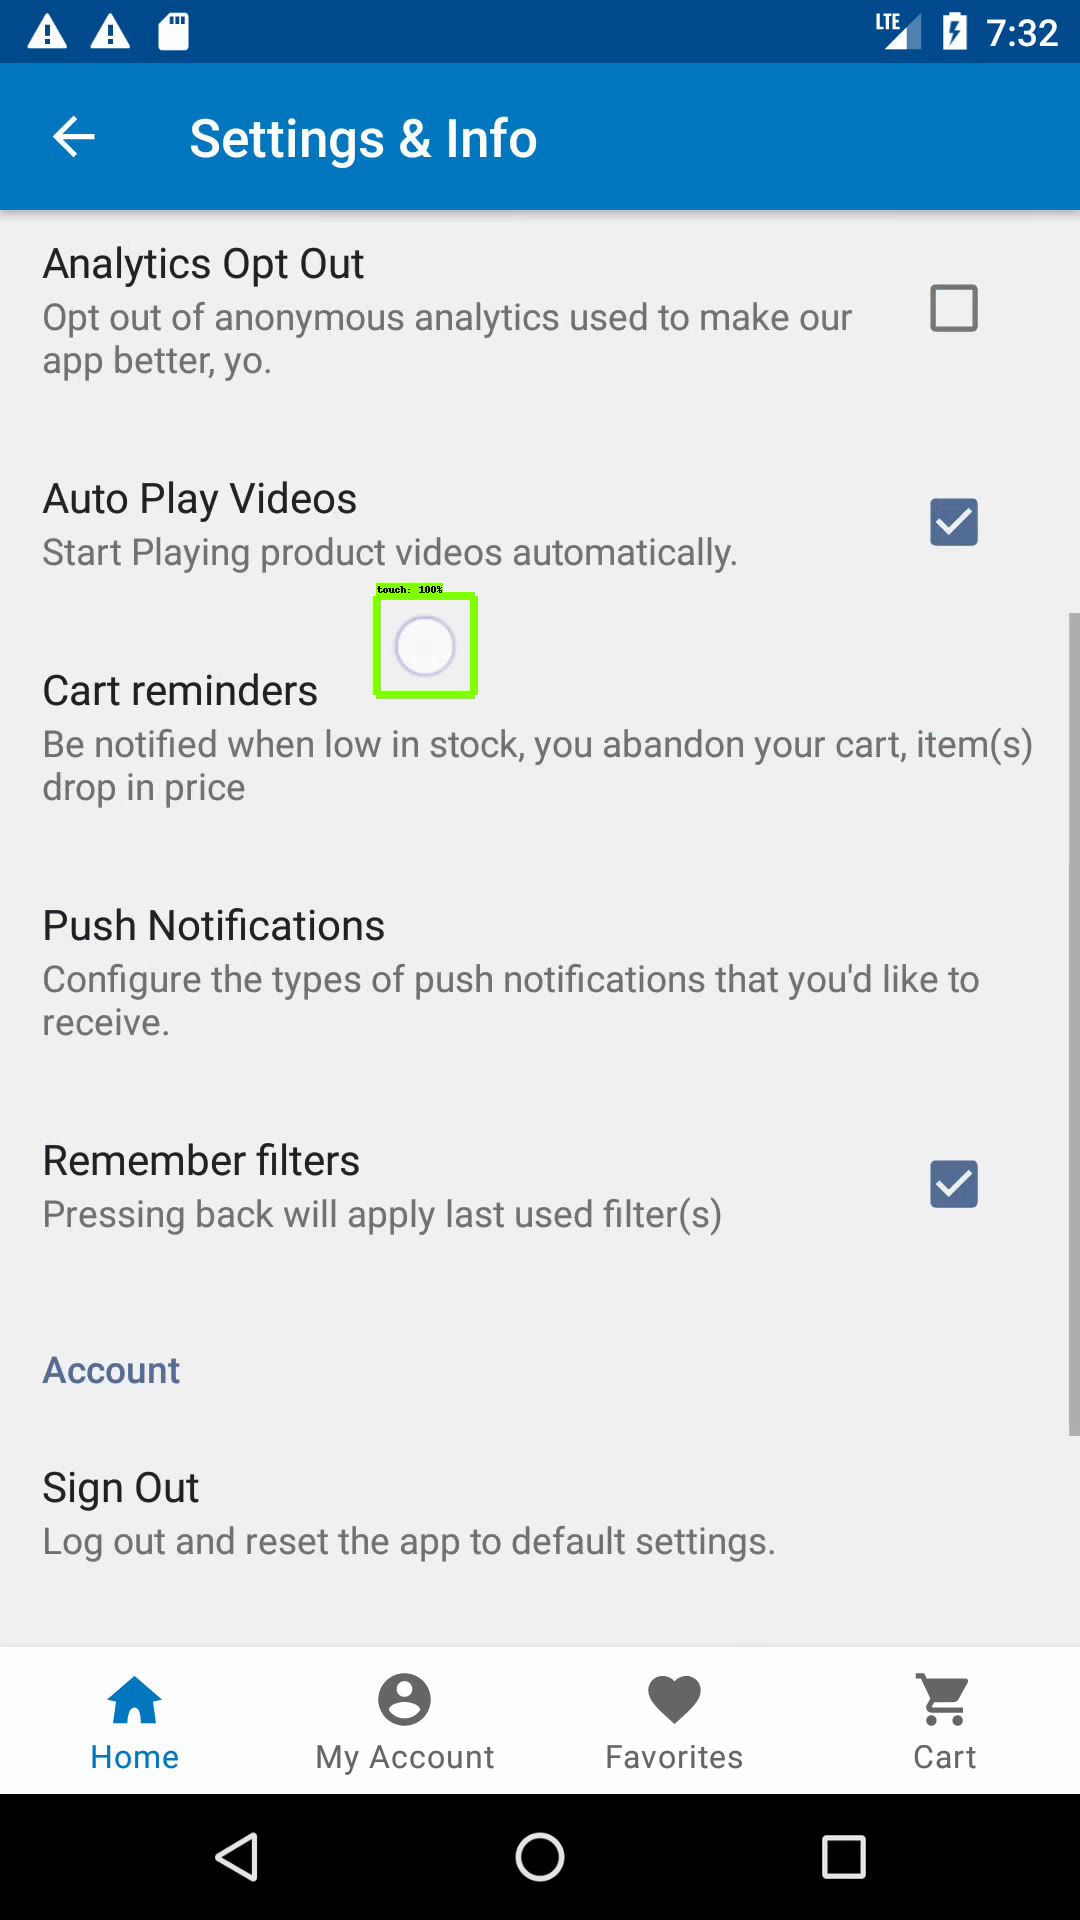 LTE 7:32
Settings & Info
Analytics Opt Out
Opt out of anonymous analytics used to make our
app better, yo.
Auto Play Videos
Start Playing product videos automatically.
touch: 100%
Cart reminders
Be notified when low in stock, you abandon your cart, item(s)
drop in price
Push Notifications
Configure the types of push notifications that you'd like to
receive.
Remember filters
Pressing back will apply last used filter(s)
Account
Sign Out
Log out and reset the app to default settings.
Home My Account Favorites Cart